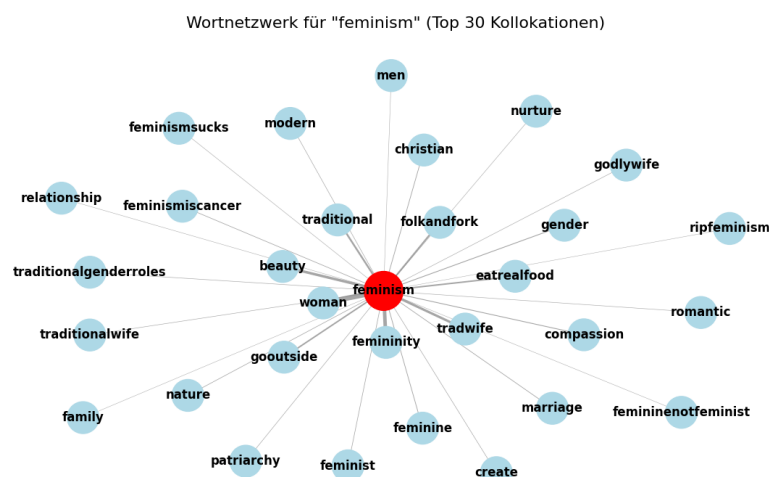 Wortnetzwerk für "feminism" (Top 30 Kollokationen)
men
nurture
modern
feminismsucks
christian
godlywife
relationship
feminismiscancer
traditional
folkandfork
gender
ripfeminism
beauty
traditionalgenderroles
eatrealfood
feminism
woman
romantic
traditionalwife
tradwife
compassion
femininity
gooutside
nature
marriage
femininenotfeminist
family
feminine
patriarchy
feminist
create